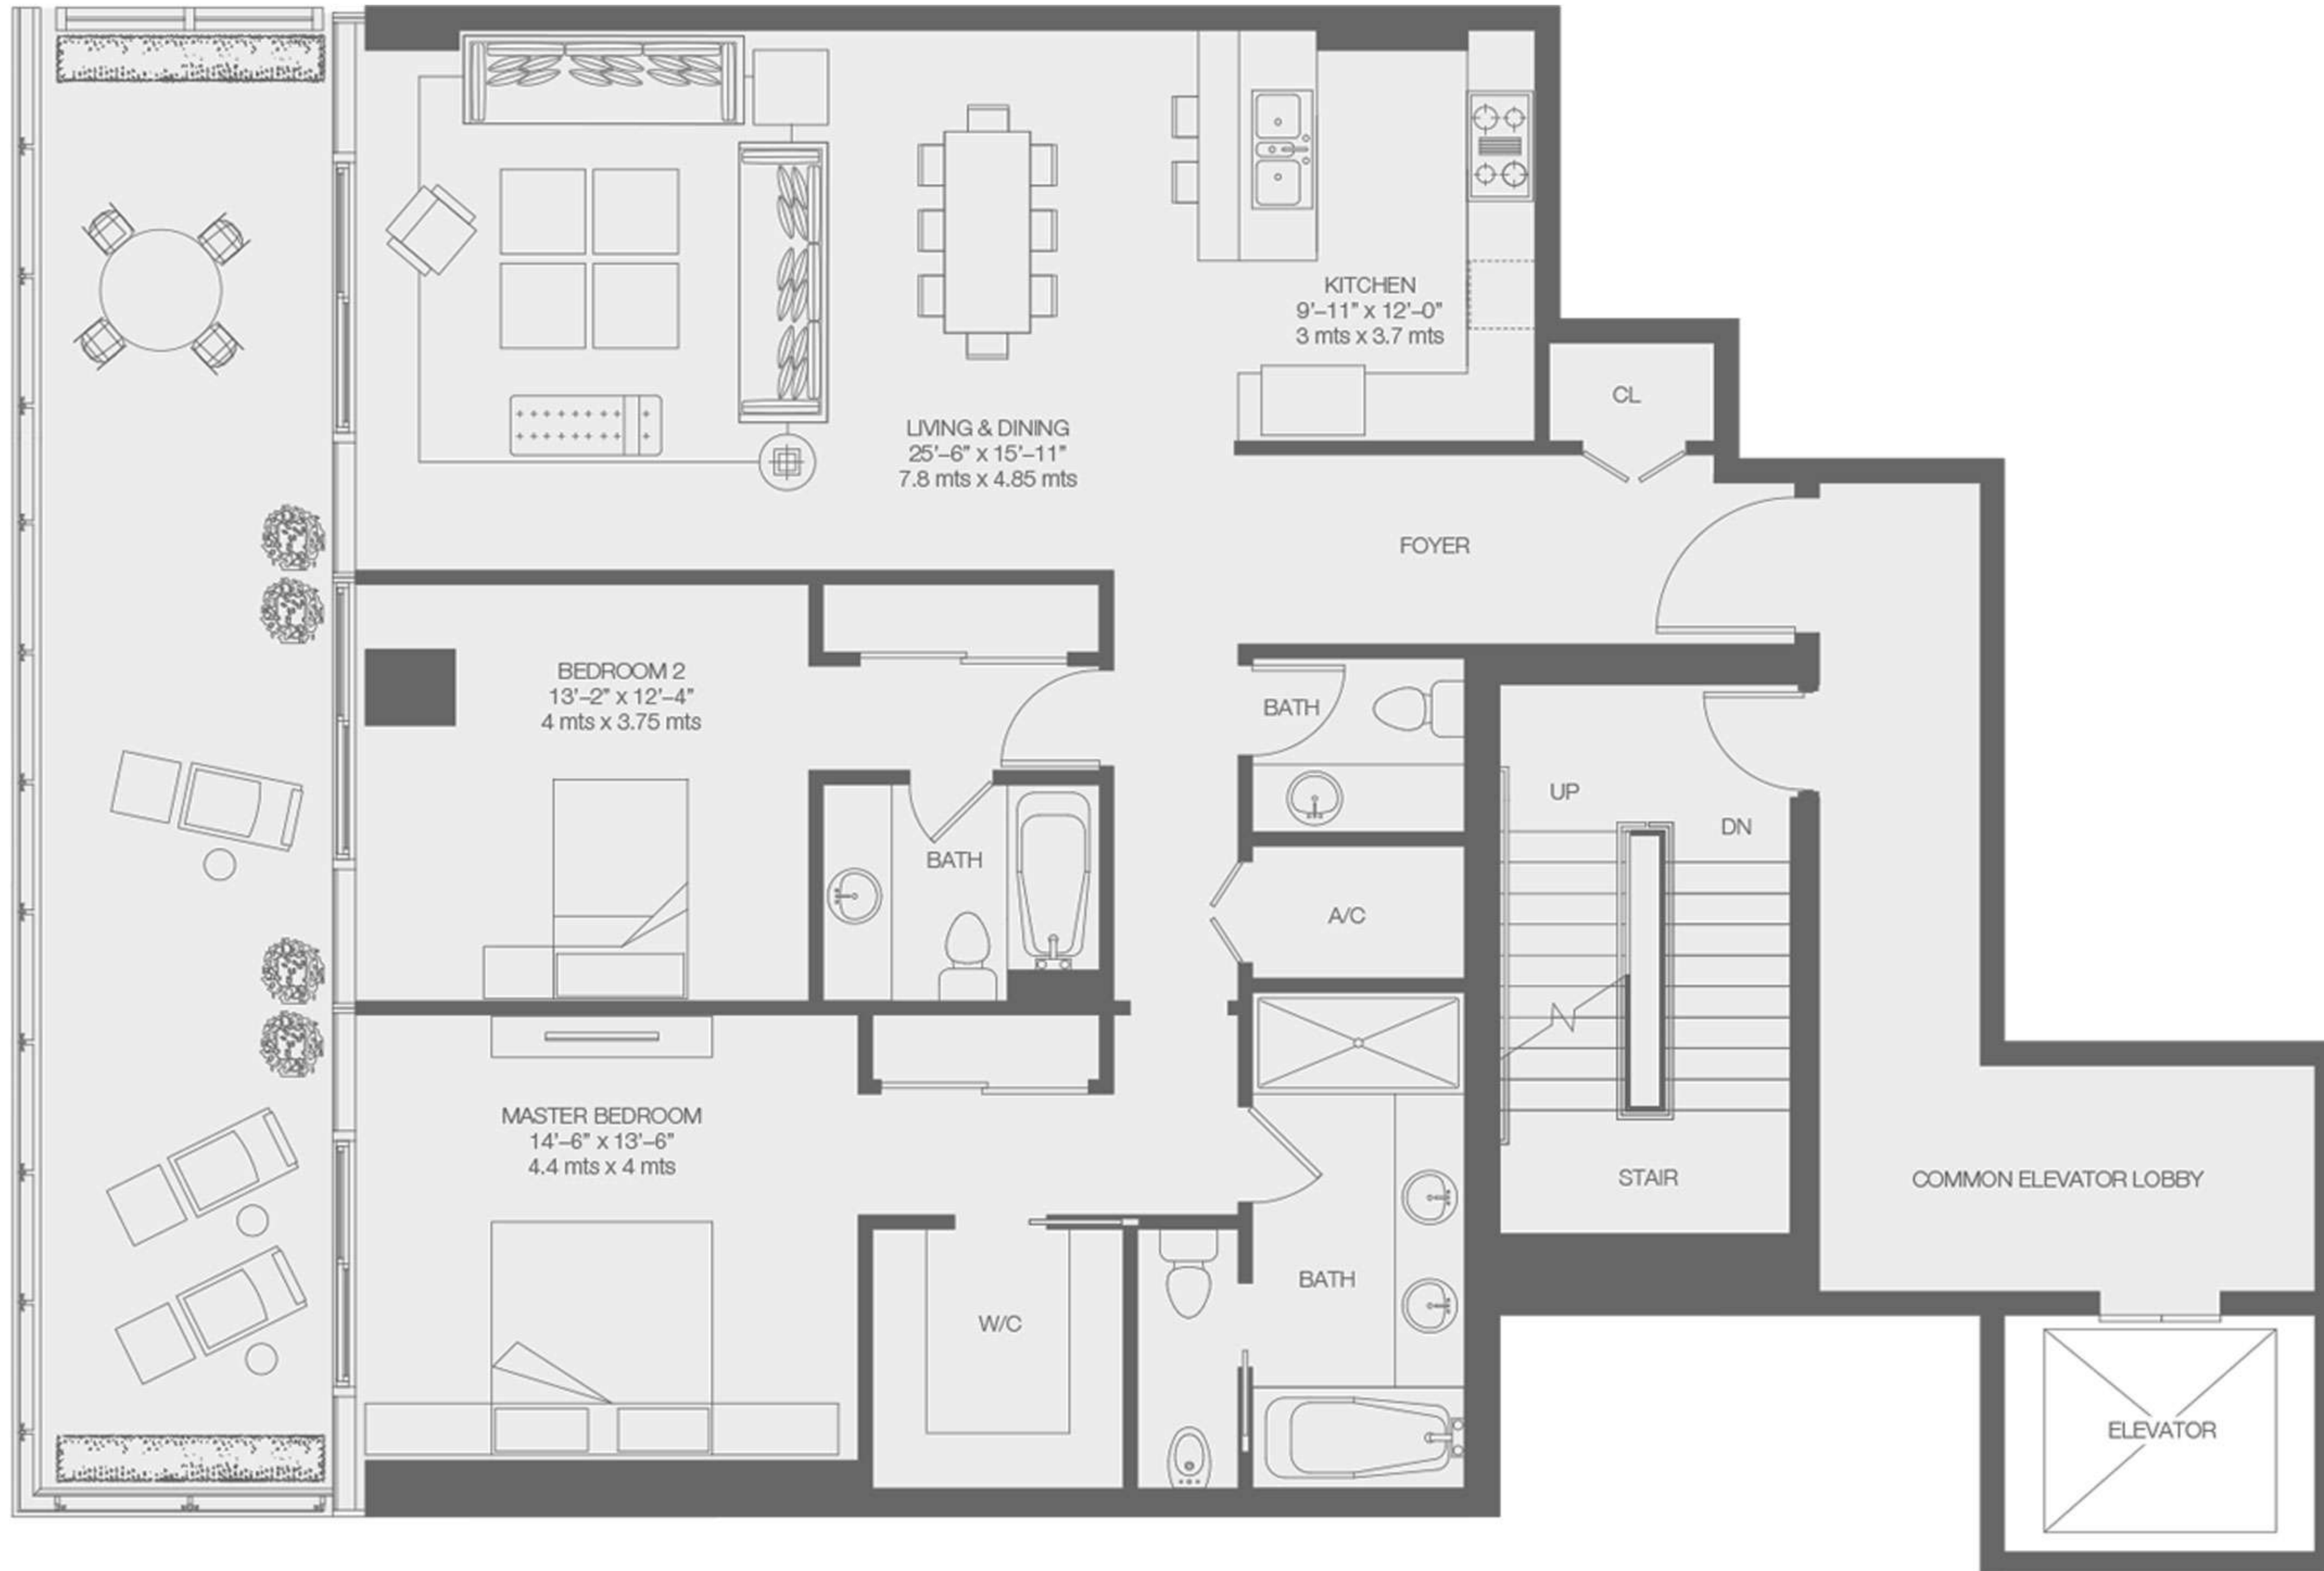 KITCHEN
9'–11" x 12'–0"
3 mts x 3.7 mts
CL
LIVING & DINING
25'–6" x 15'–11"
7.8 mts x 4.85 mts
FOYER
BEDROOM 2
13'–2" x 12'–4"
4 mts x 3.75 mts
BATH
UP
DN
BATH
A/C
MASTER BEDROOM
14'–6" x 13'–6"
4.4 mts x 4 mts
STAIR
COMMON ELEVATOR LOBBY
BATH
W/C
ELEVATOR